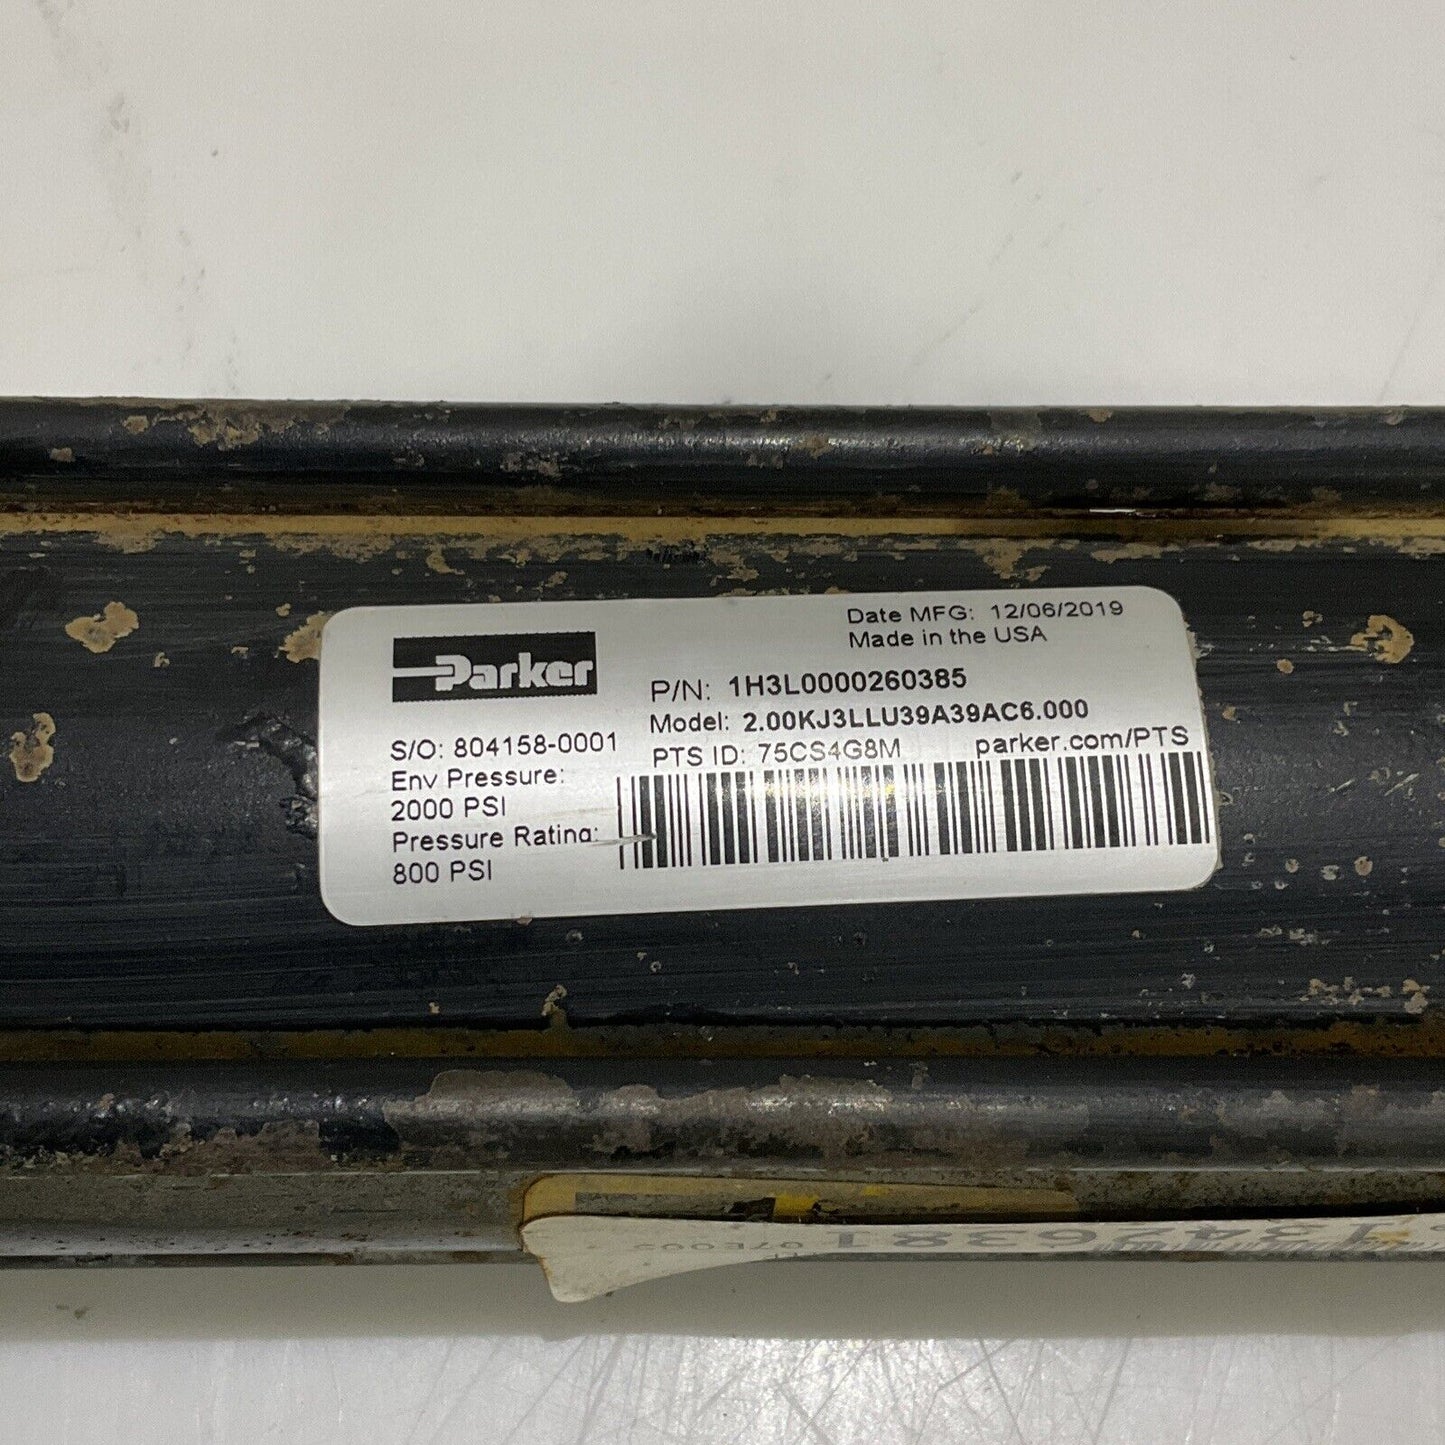 Date MFG: 12/06/2019
Made in the USA
Parker
P/N: 1H3L0000260385
Model: 2.00KJ3LLU39A39AC6.000
S/O: 804158-0001
PTS ID: 75CS4G8M parker.com/PTS
Env Pressure:
2000 PSI
Pressure Rating:
800 PSI